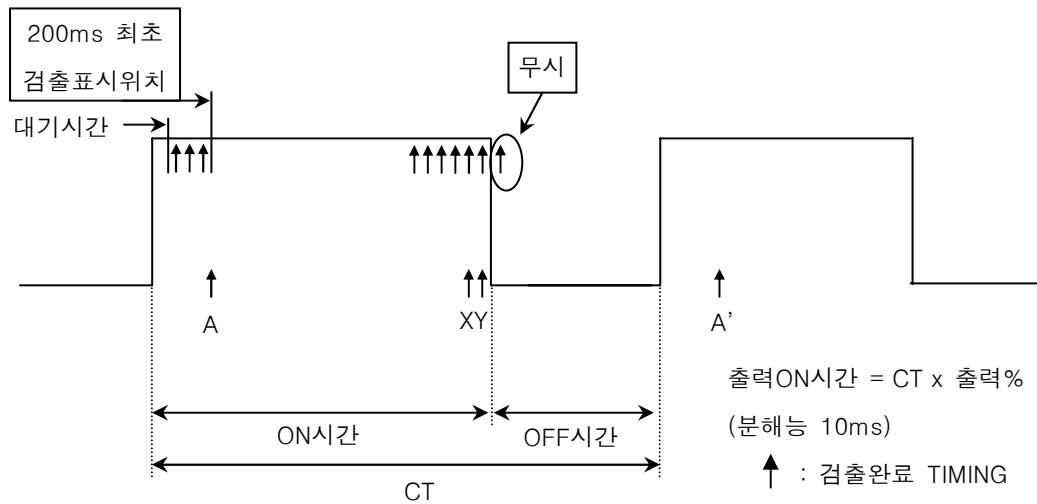 200ms 최초
검출표시위치
무시
대기시간
A
XY
A’
출력ON시간 = CT x 출력%
(분해능 10ms)
ON시간
OFF시간
: 검출완료 TIMING
CT